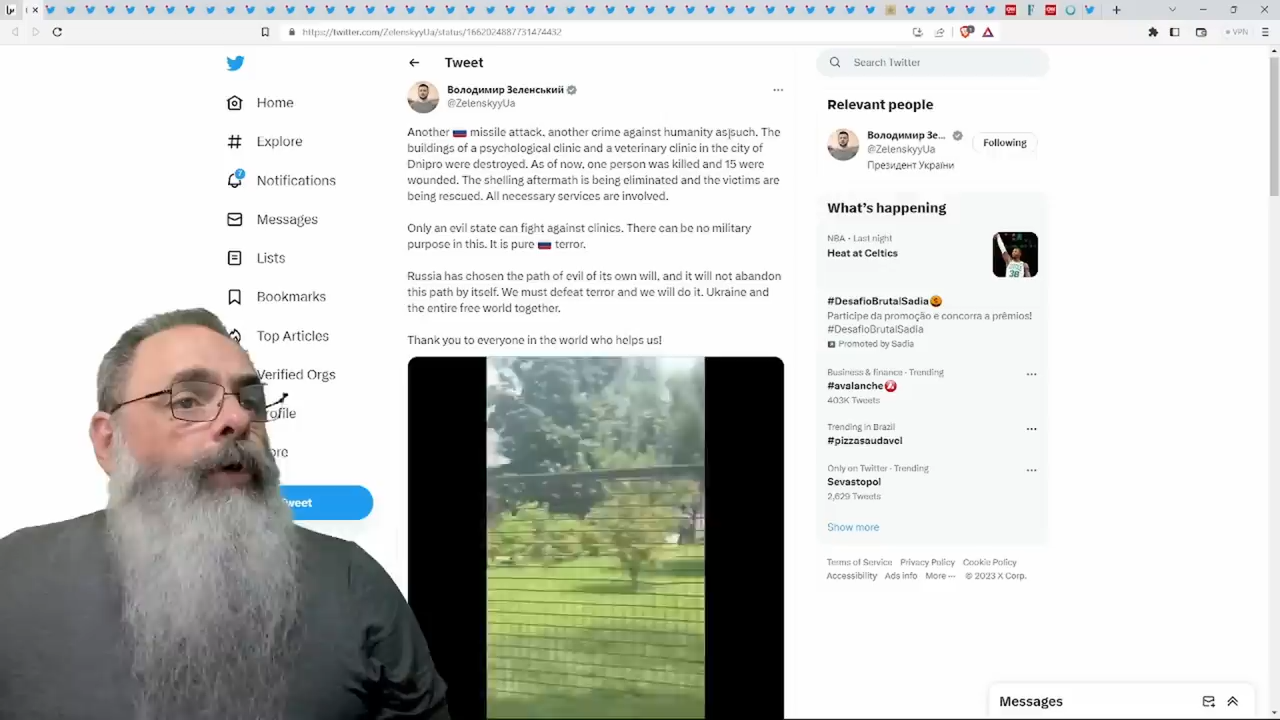 https://twitter.com/ZelenskyyUa/status/1662024887731474432
VPN
Home
Explore
7
Notifications
Messages
Lists
Bookmarks
Top Articles
Verified Orgs
rofile
ore
weet
Tweet
Володимир Зеленський
@ZelenskyyUa
Another 🇷🇺 missile attack, another crime against humanity as such. The
buildings of a psychological clinic and a veterinary clinic in the city of
Dnipro were destroyed. As of now, one person was killed and 15 were
wounded. The shelling aftermath is being eliminated and the victims are
being rescued. All necessary services are involved.
Only an evil state can fight against clinics. There can be no military
purpose in this. It is pure 🇷🇺 terror.
Russia has chosen the path of evil of its own will, and it will not abandon
this path by itself. We must defeat terror and we will do it. Ukraine and
the entire free world together.
Thank you to everyone in the world who helps us!
Search Twitter
Relevant people
Володимир Зе...
@ZelenskyyUa
Following
Президент України
What's happening
NBA · Last night
Heat at Celtics
#DesafioBrutalSadia
Participe da promoção e concorra a prêmios!
#DesafioBrutalSadia
Promoted by Sadia
Business & finance · Trending
#avalanche
403K Tweets
Trending in Brazil
#pizzasaudavel
Only on Twitter · Trending
Sevastopol
2,629 Tweets
Show more
Terms of Service Privacy Policy Cookie Policy
Accessibility Ads info More ··· © 2023 X Corp.
Messages